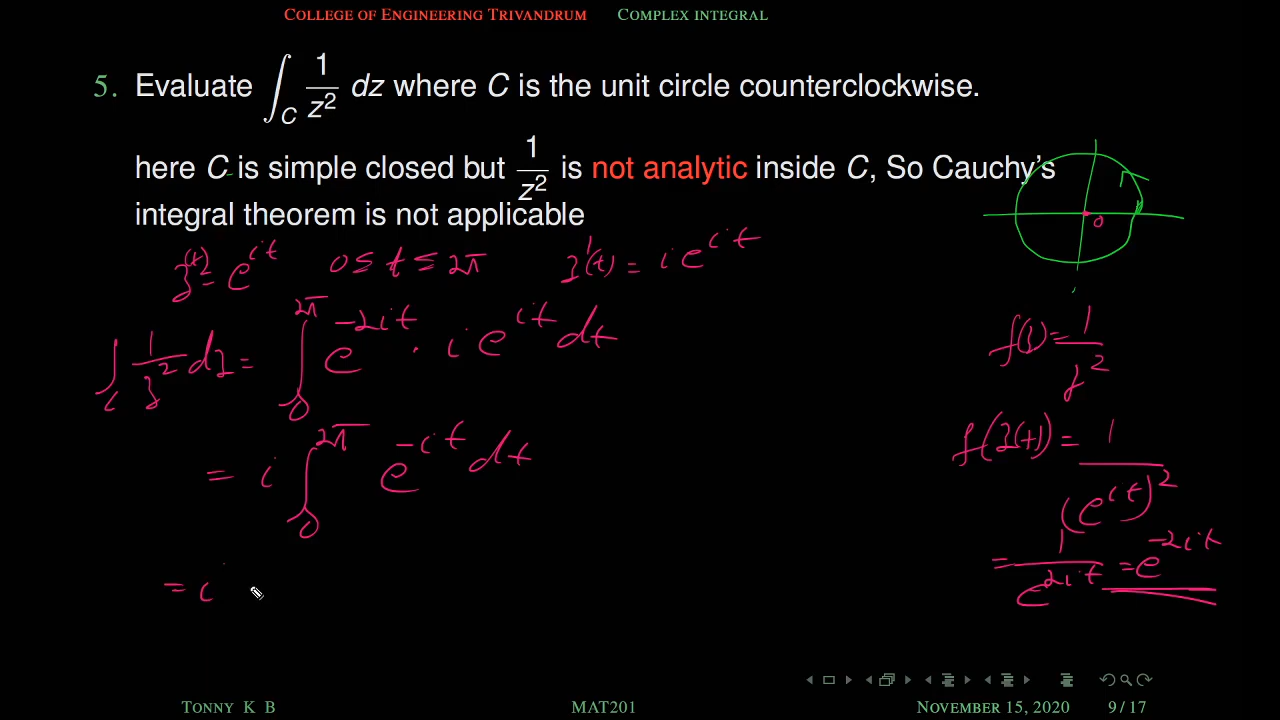 COLLEGE OF ENGINEERING TRIVANDRUM COMPLEX INTEGRAL
5. Evaluate ∫_C 1/z² dz where C is the unit circle counterclockwise.
here C is simple closed but 1/z² is not analytic inside C, So Cauchy's
integral theorem is not applicable
0
z(t) = e^{it} 0 ≤ t ≤ 2π z'(t) = i e^{it}
∫_C 1/z² dz = ∫_0^{2π} e^{-2it} · i e^{it} dt
f(z) = 1/z²
= i ∫_0^{2π} e^{-it} dt
f(z(t)) = 1/(e^{it})²
= 1/e^{2it} = e^{-2it}
= i
TONNY K B MAT201 NOVEMBER 15, 2020 9 / 17